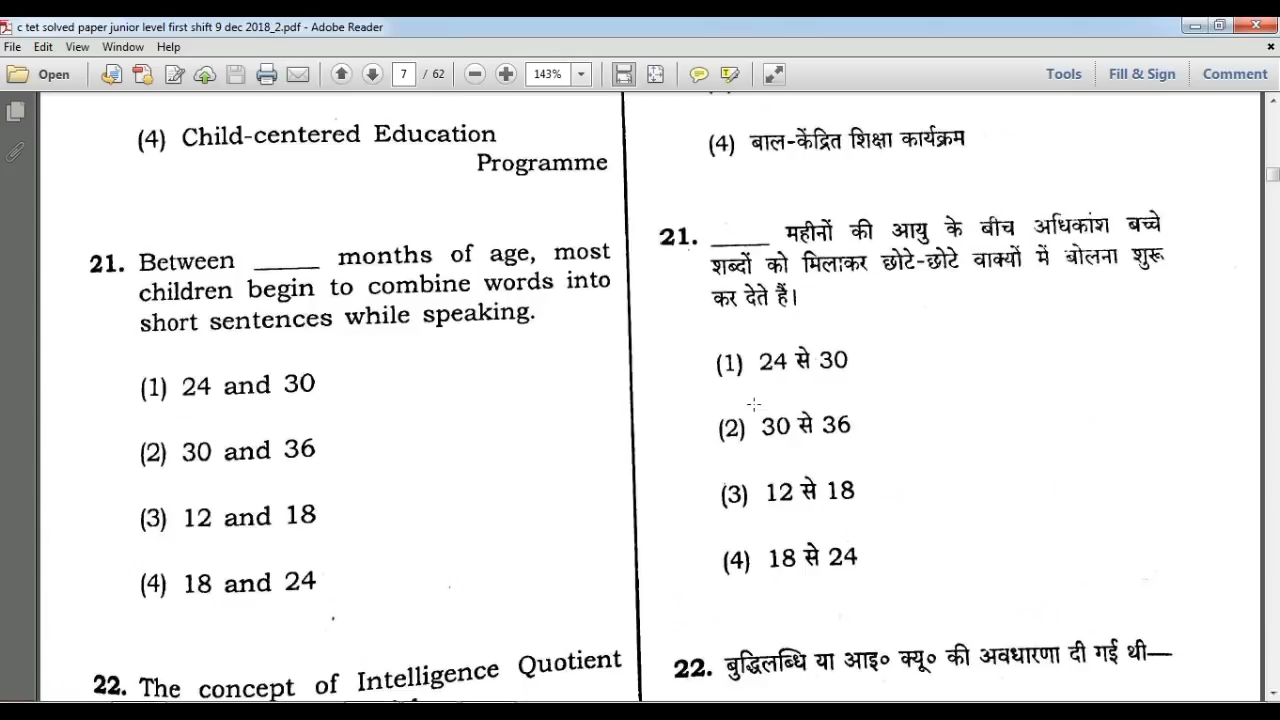 c tet solved paper junior level first shift 9 dec 2018_2.pdf - Adobe Reader
File Edit View Window Help
Open 7 / 62 143% Tools Fill & Sign Comment
(4) Child-centered Education
Programme
21. Between _____ months of age, most
children begin to combine words into
short sentences while speaking.
(1) 24 and 30
(2) 30 and 36
(3) 12 and 18
(4) 18 and 24
22. The concept of Intelligence Quotient
(4) बाल-केंद्रित शिक्षा कार्यक्रम
21. _____ महीनों की आयु के बीच अधिकांश बच्चे
शब्दों को मिलाकर छोटे-छोटे वाक्यों में बोलना शुरू
कर देते हैं।
(1) 24 से 30
(2) 30 से 36
(3) 12 से 18
(4) 18 से 24
22. बुद्धिलब्धि या आइ० क्यू० की अवधारणा दी गई थी—